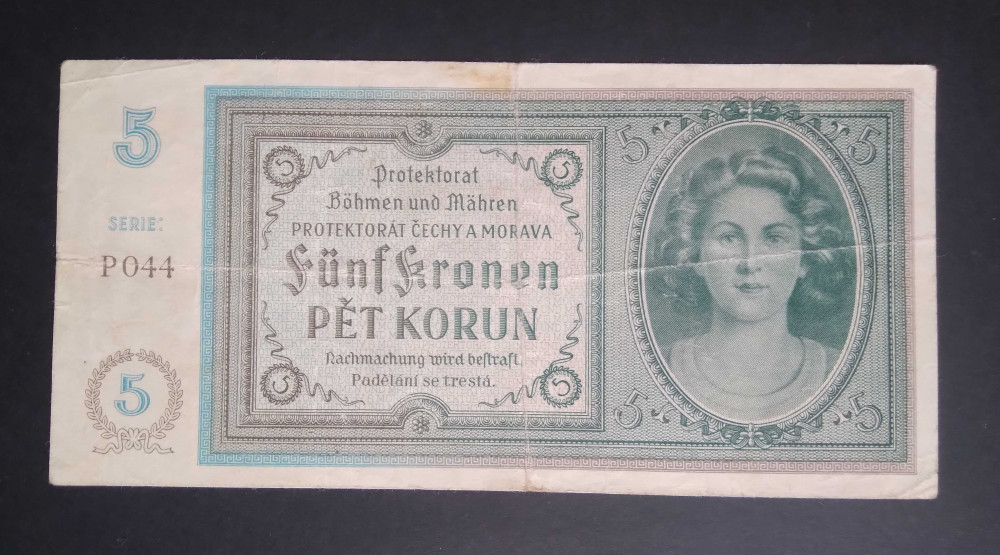 5
SERIE:
P044
5
5
5
5
5
Protektorat
Böhmen und Mähren
PROTEKTORÁT ČECHY A MORAVA
Fünf Kronen
PĚT KORUN
Nachmachung wird bestraft.
Padělání se trestá.
5
5
5
5